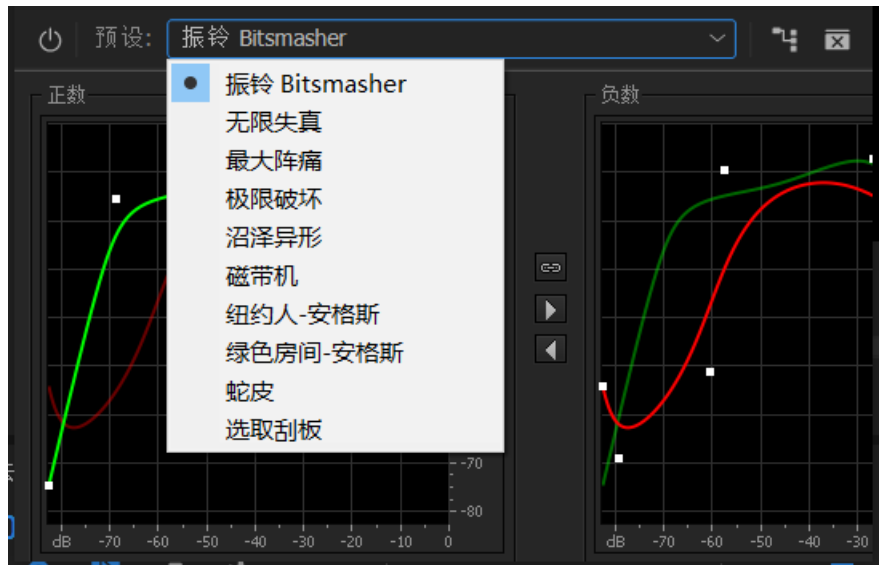 预设: 振铃 Bitsmasher
振铃 Bitsmasher
无限失真
最大阵痛
极限破坏
沼泽异形
磁带机
纽约人-安格斯
绿色房间-安格斯
蛇皮
选取刮板
正数
-70
-80
dB -70 -60 -50 -40 -30 -20 -10 0
负数
dB -70 -60 -50 -40 -30